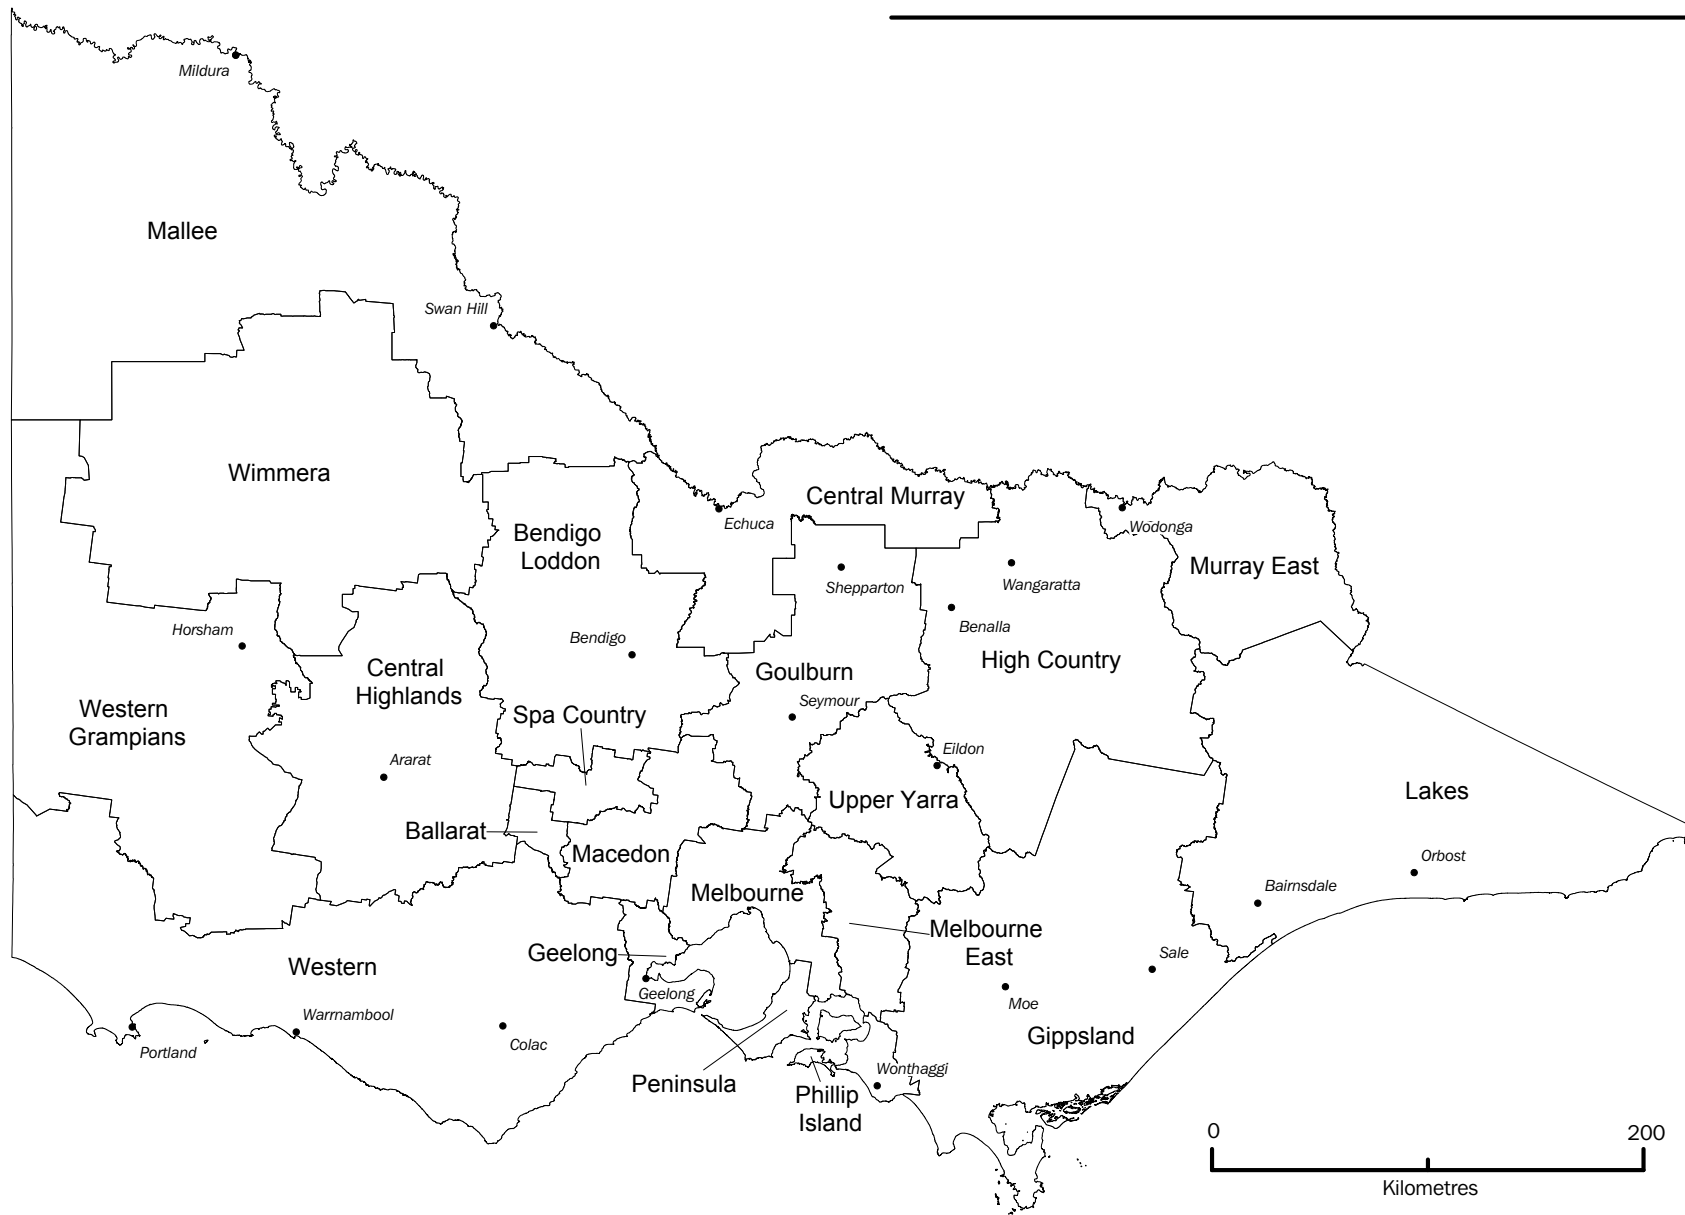 Mildura
Mallee
Swan Hill
Wimmera
Central Murray
Echuca
Wodonga
Bendigo
Loddon
Shepparton
Wangaratta
Murray East
Benalla
Horsham
Bendigo
High Country
Central
Highlands
Goulburn
Seymour
Western
Grampians
Spa Country
Eildon
Ararat
Upper Yarra
Lakes
Ballarat
Macedon
Orbost
Melbourne
Bairnsdale
Melbourne
East
Geelong
Sale
Western
Geelong
Moe
Warrnambool
Gippsland
Portland
Colac
Wonthaggi
Peninsula
Phillip
Island
0 200
Kilometres